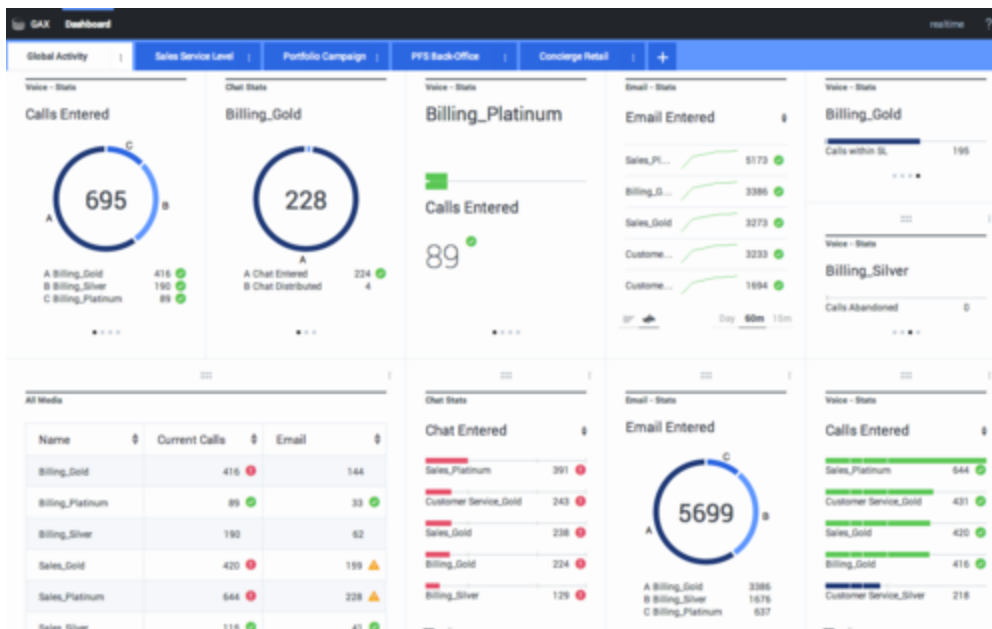 GAX Dashboard realtime ?
Global Activity Sales Service Level Portfolio Campaign PFS Back-Office Concierge Retail +
Voice - Stats
Calls Entered
C
695
A
B
A Billing_Gold 416
B Billing_Silver 190
C Billing_Platinum 89
Chat Stats
Billing_Gold
228
A
A Chat Entered 224
B Chat Distributed 4
Voice - Stats
Billing_Platinum
Calls Entered
89
Email - Stats
Email Entered
Sales_Pl... 5173
Billing_G... 3386
Sales_Gold 3273
Custome... 3233
Custome... 1694
Day 60m 15m
Voice - Stats
Billing_Gold
Calls within SL 195
Voice - Stats
Billing_Silver
Calls Abandoned 0
All Media
Name Current Calls Email
Billing_Gold 416 144
Billing_Platinum 89 33
Billing_Silver 190 62
Sales_Gold 420 159
Sales_Platinum 644 228
Sales_Silver 116 41
Chat Stats
Chat Entered
Sales_Platinum 391
Customer Service_Gold 243
Sales_Gold 238
Billing_Gold 224
Billing_Silver 129
Email - Stats
Email Entered
C
5699
A
B
A Billing_Gold 3386
B Billing_Silver 1676
C Billing_Platinum 637
Voice - Stats
Calls Entered
Sales_Platinum 644
Customer Service_Gold 431
Sales_Gold 420
Billing_Gold 416
Customer Service_Silver 218